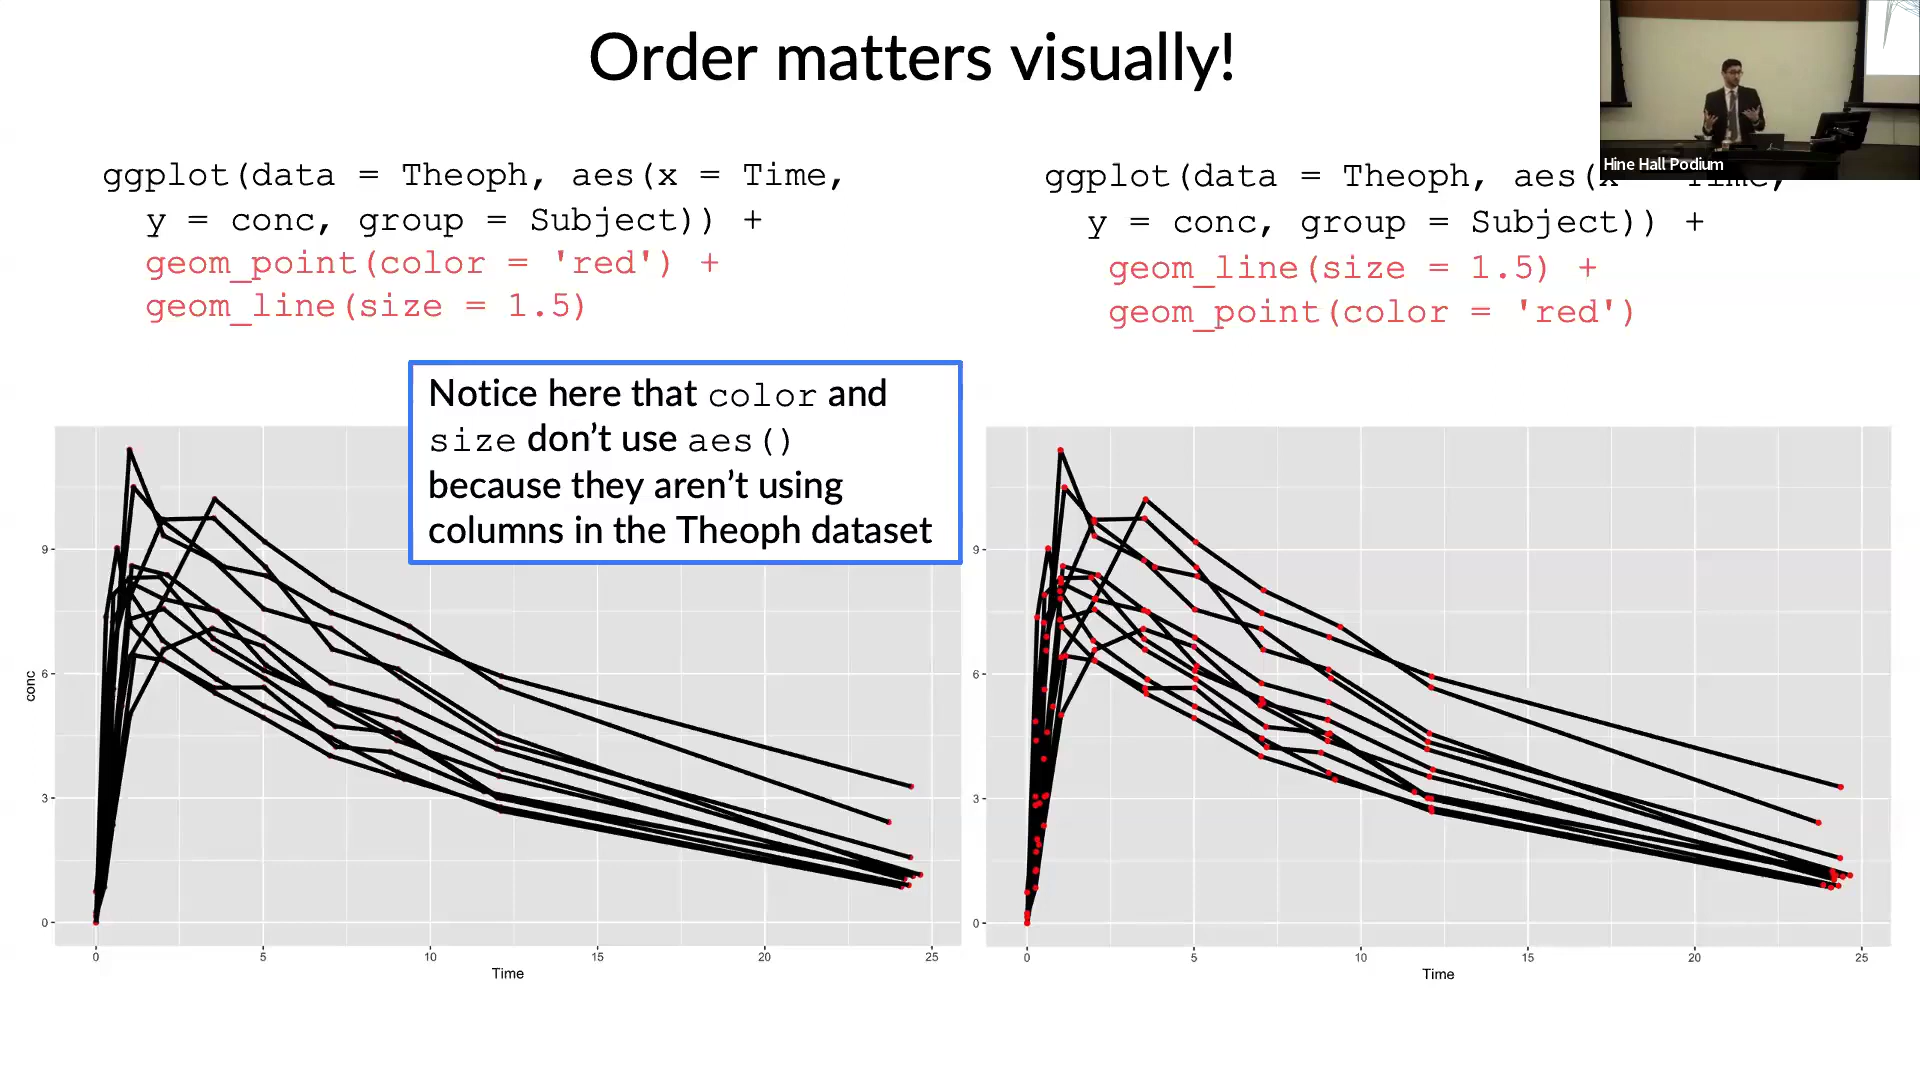 Order matters visually!
Hine Hall Podium
ggplot(data = Theoph, aes(x = Time,
y = conc, group = Subject)) +
geom_point(color = 'red') +
geom_line(size = 1.5)
ggplot(data = Theoph, aes(x = Time,
y = conc, group = Subject)) +
geom_line(size = 1.5) +
geom_point(color = 'red')
Notice here that color and
size don't use aes()
because they aren't using
columns in the Theoph dataset
conc
9
6
3
0
0 5 10 15 20 25
Time
9
6
3
0
0 5 10 15 20 25
Time